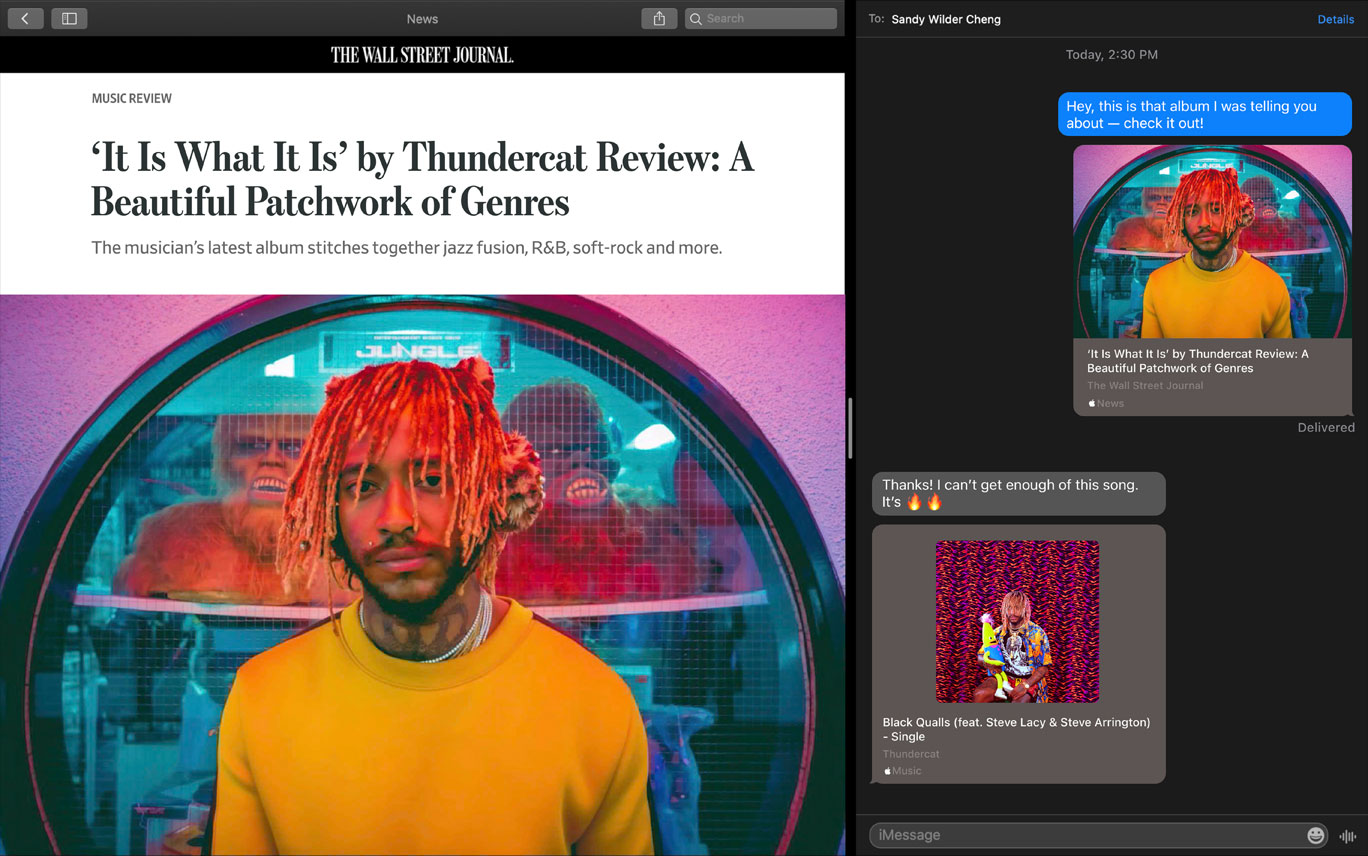 News
Search
THE WALL STREET JOURNAL.
MUSIC REVIEW
‘It Is What It Is’ by Thundercat Review: A
Beautiful Patchwork of Genres
The musician’s latest album stitches together jazz fusion, R&B, soft-rock and more.
JUNGLE
To: Sandy Wilder Cheng
Details
Today, 2:30 PM
Hey, this is that album I was telling you
about — check it out!
JUNGLE
‘It Is What It Is’ by Thundercat Review: A
Beautiful Patchwork of Genres
The Wall Street Journal
News
Delivered
Thanks! I can’t get enough of this song.
It’s 🔥🔥
Black Qualls (feat. Steve Lacy & Steve Arrington)
- Single
Thundercat
Music
iMessage